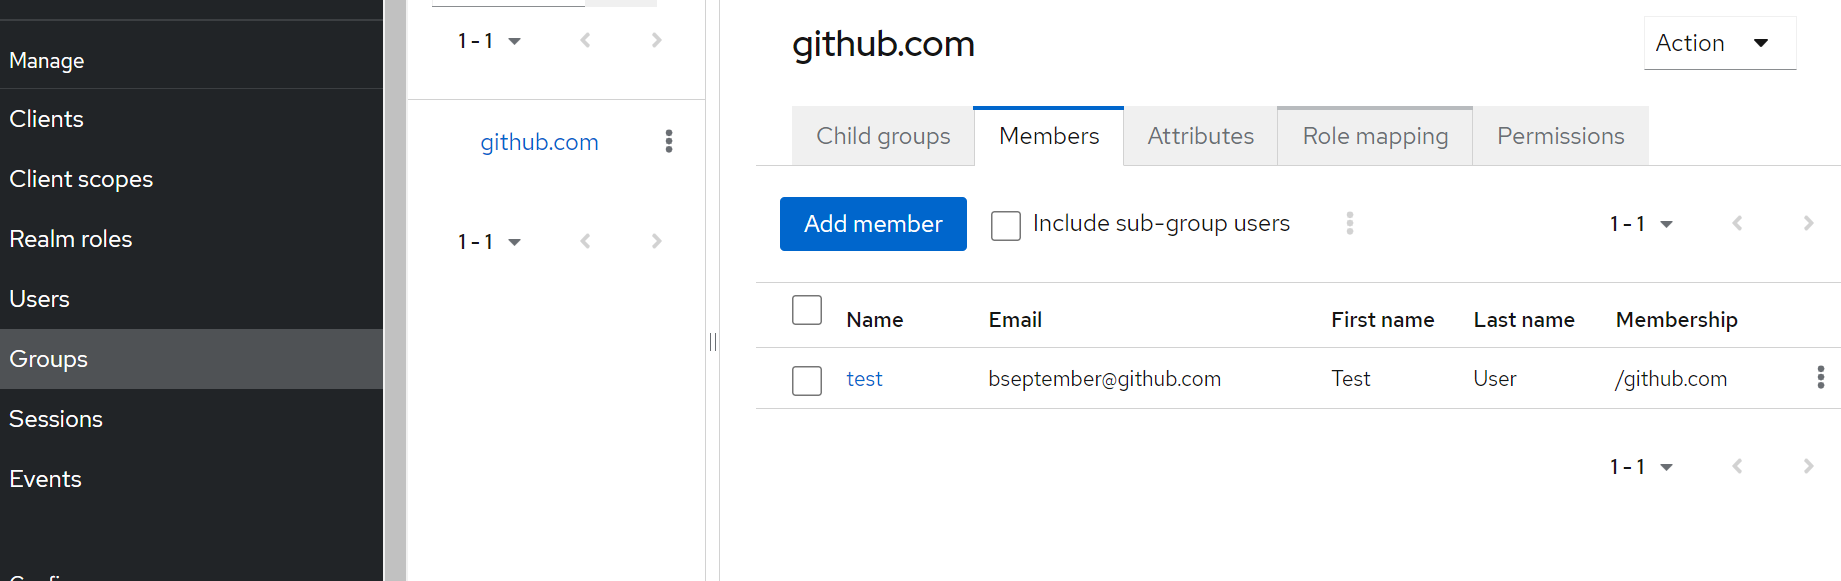 Manage
Clients
Client scopes
Realm roles
Users
Groups
Sessions
Events
1 - 1
github.com
1 - 1
github.com
Action
Child groups Members Attributes Role mapping Permissions
Add member Include sub-group users 1 - 1
Name Email First name Last name Membership
test bseptember@github.com Test User /github.com
1 - 1